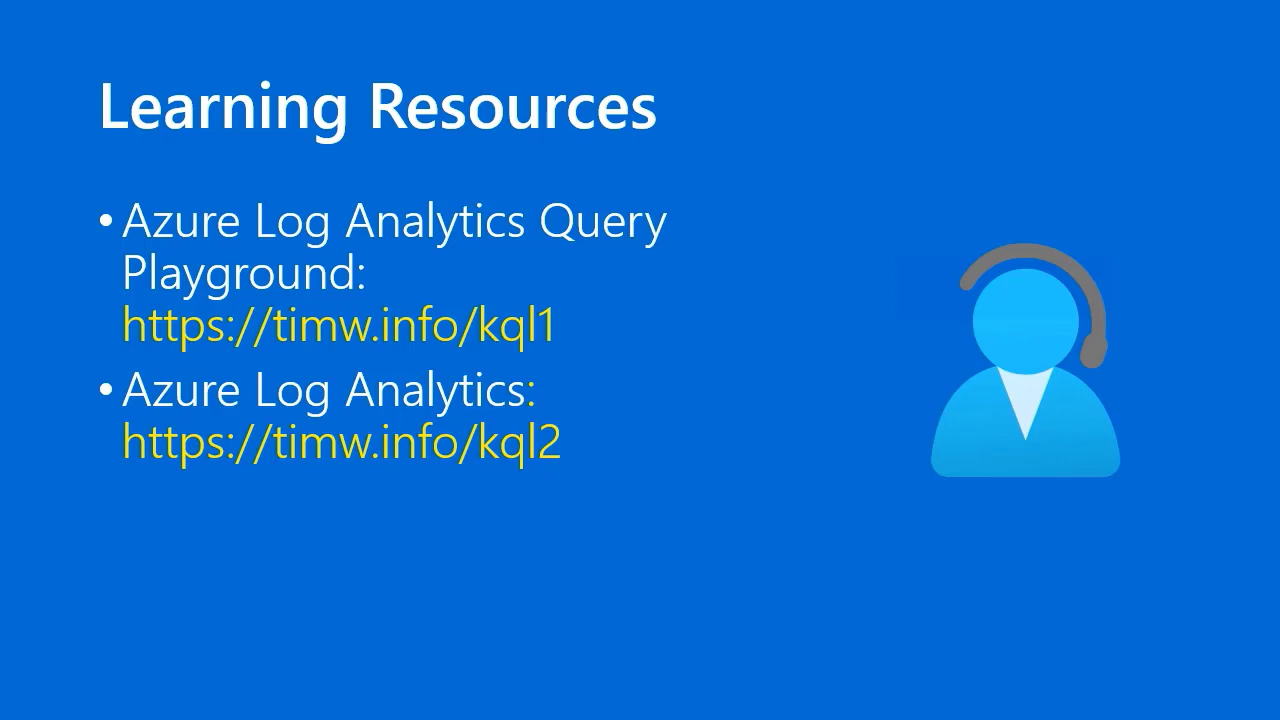 Learning Resources
• Azure Log Analytics Query
Playground:
https://timw.info/kql1
• Azure Log Analytics:
https://timw.info/kql2